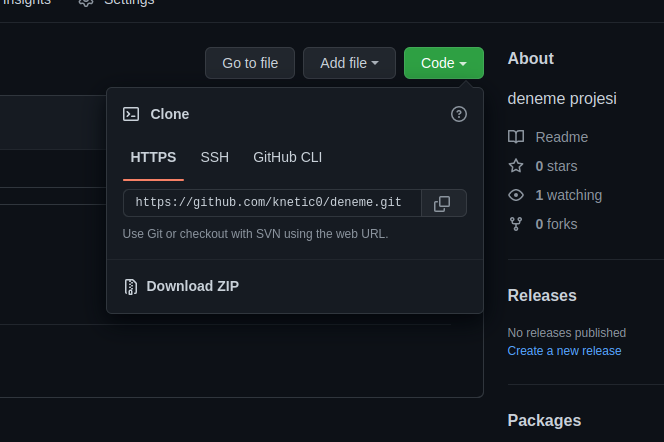 Insights Settings
Go to file Add file Code
Clone
HTTPS SSH GitHub CLI
https://github.com/knetic0/deneme.git
Use Git or checkout with SVN using the web URL.
Download ZIP
About
deneme projesi
Readme
0 stars
1 watching
0 forks
Releases
No releases published
Create a new release
Packages